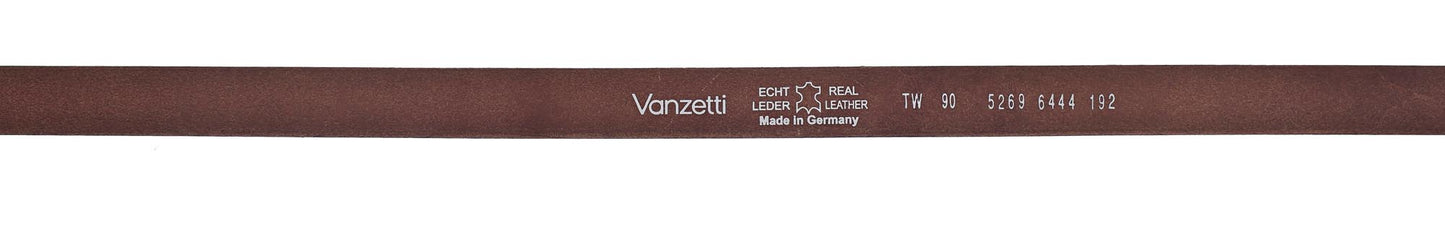 Vanzetti
ECHT LEDER
REAL LEATHER
Made in Germany
TW 90 5269 6444 192